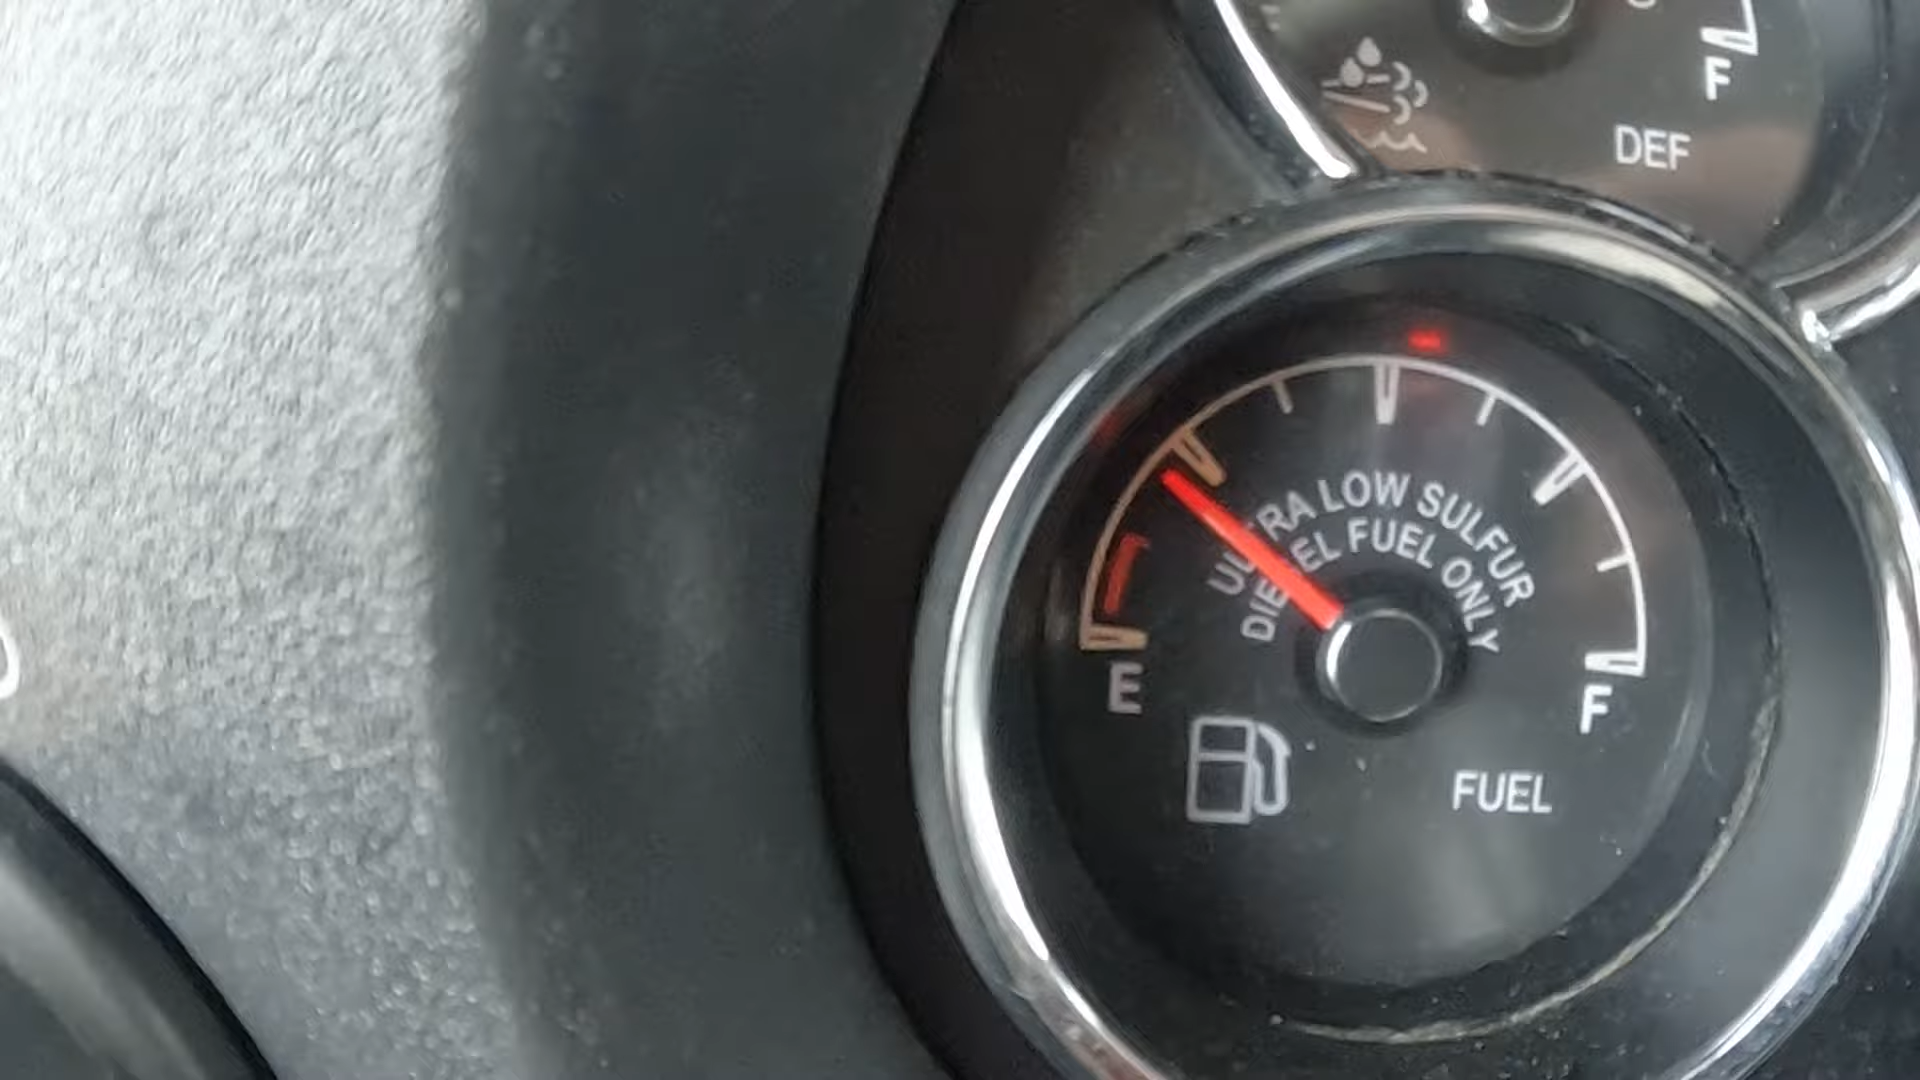 F
DEF
ULTRA LOW SULFUR
DIESEL FUEL ONLY
E
F
FUEL